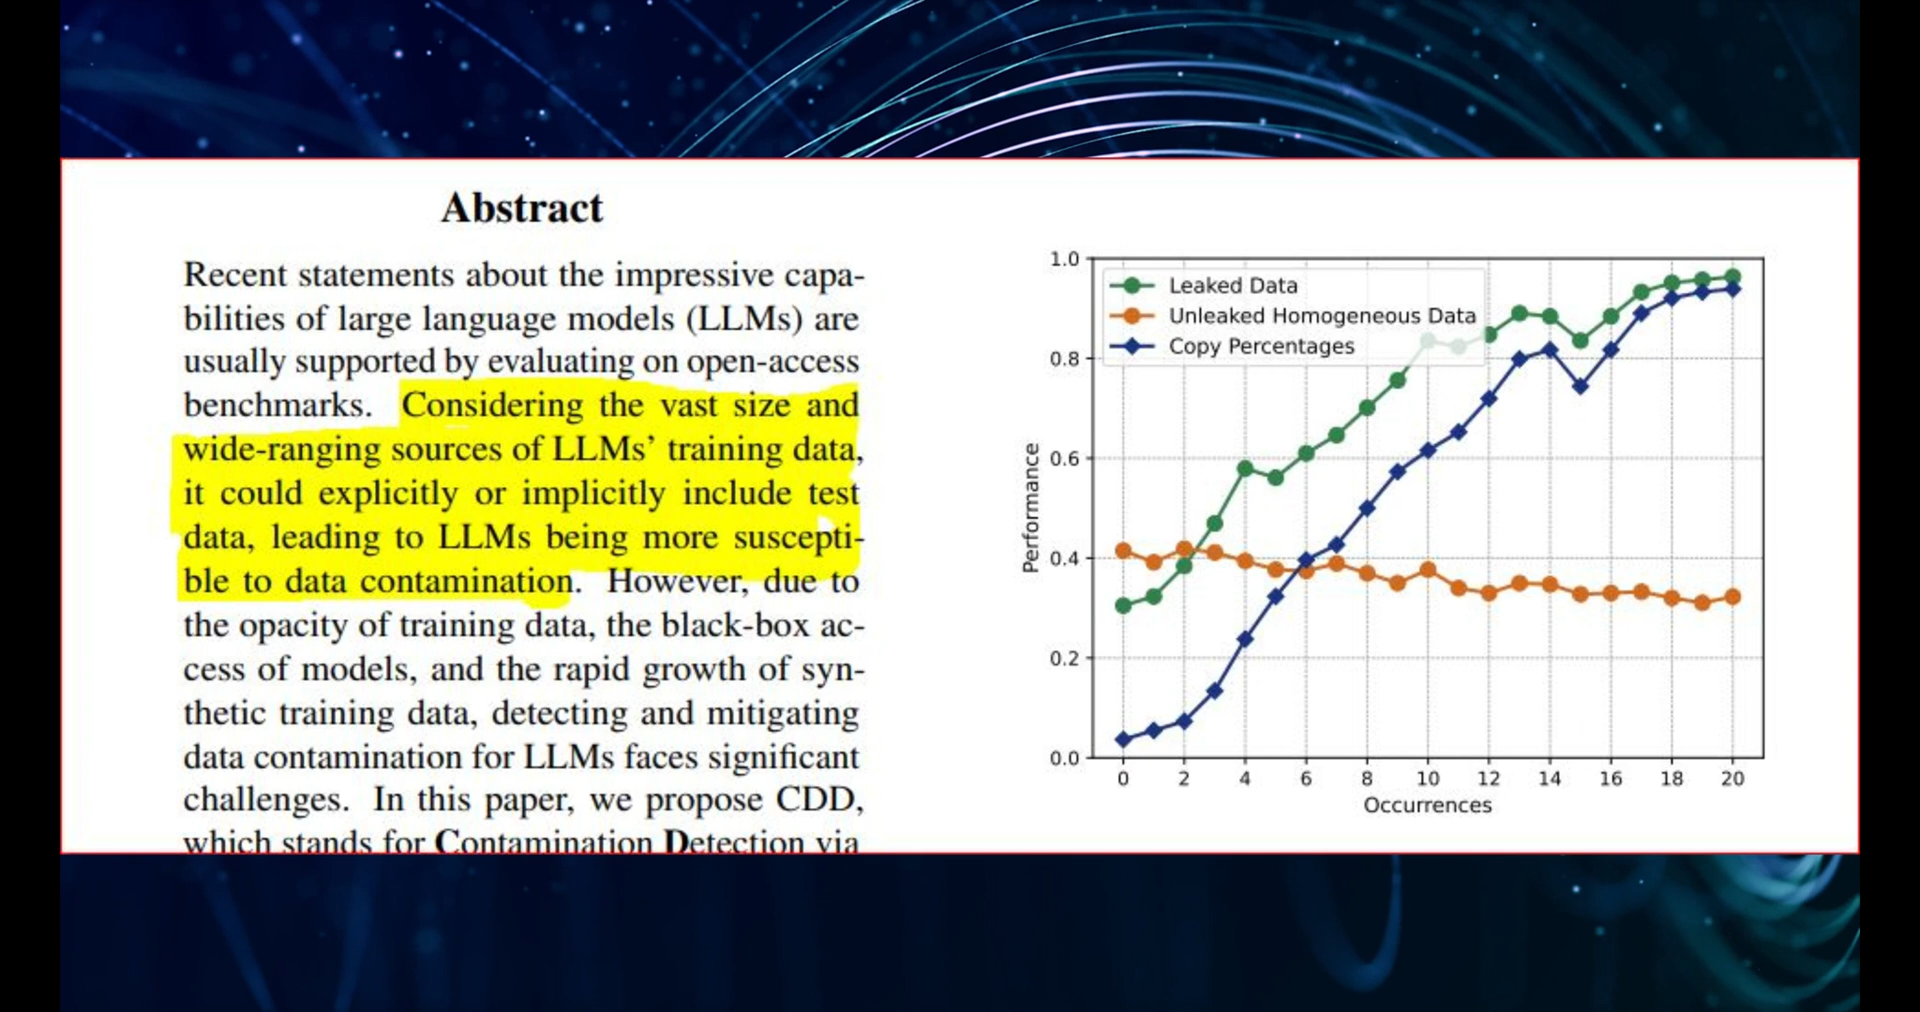 Abstract
Recent statements about the impressive capa-
bilities of large language models (LLMs) are
usually supported by evaluating on open-access
benchmarks. Considering the vast size and
wide-ranging sources of LLMs’ training data,
it could explicitly or implicitly include test
data, leading to LLMs being more suscepti-
ble to data contamination. However, due to
the opacity of training data, the black-box ac-
cess of models, and the rapid growth of syn-
thetic training data, detecting and mitigating
data contamination for LLMs faces significant
challenges. In this paper, we propose CDD,
which stands for Contamination Detection via
Leaked Data
Unleaked Homogeneous Data
Copy Percentages
Performance
1.0
0.8
0.6
0.4
0.2
0.0
0 2 4 6 8 10 12 14 16 18 20
Occurrences